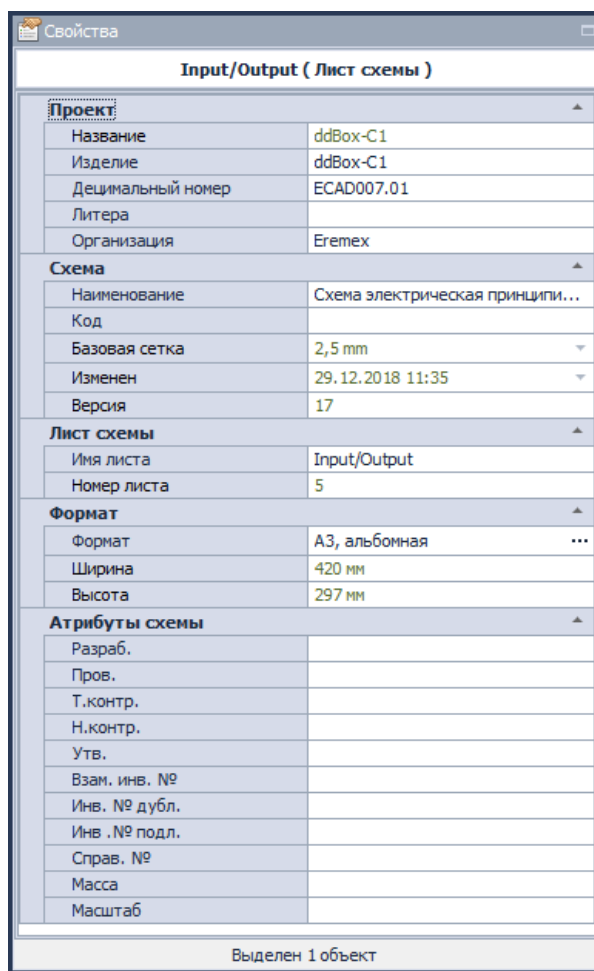 Свойства
Input/Output ( Лист схемы )
Проект
Название ddBox-C1
Изделие ddBox-C1
Децимальный номер ECAD007.01
Литера
Организация Eremex
Схема
Наименование Схема электрическая принципи...
Код
Базовая сетка 2,5 mm
Изменен 29.12.2018 11:35
Версия 17
Лист схемы
Имя листа Input/Output
Номер листа 5
Формат
Формат А3, альбомная ...
Ширина 420 мм
Высота 297 мм
Атрибуты схемы
Разраб.
Пров.
Т.контр.
Н.контр.
Утв.
Взам. инв. №
Инв. № дубл.
Инв .№ подл.
Справ. №
Масса
Масштаб
Выделен 1 объект